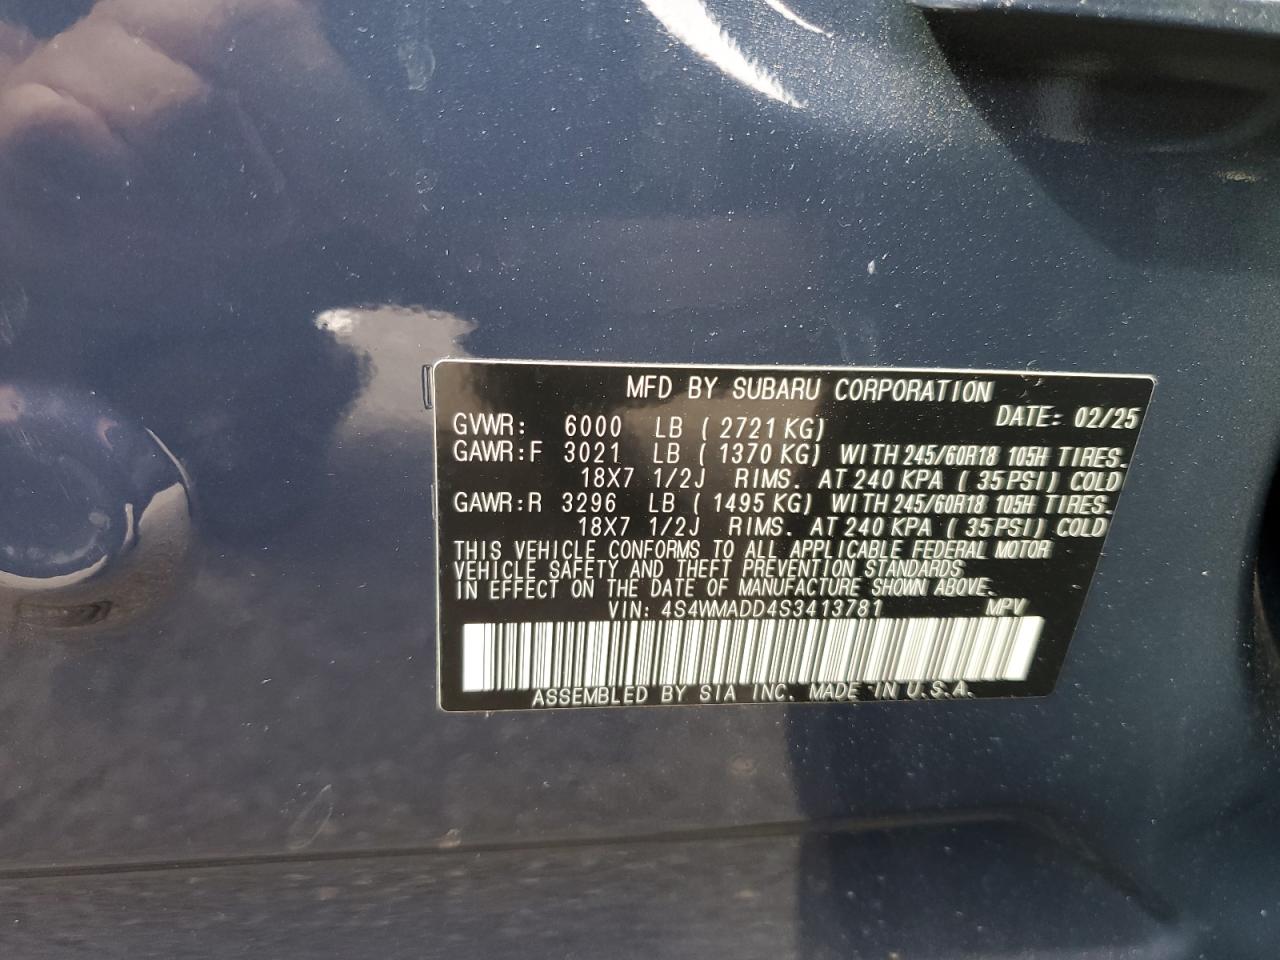 MFD BY SUBARU CORPORATION
DATE: 02/25
GVWR: 6000 LB ( 2721 KG)
GAWR:F 3021 LB ( 1370 KG) WITH 245/60R18 105H TIRES.
18X7 1/2J RIMS. AT 240 KPA ( 35PSI) COLD
GAWR:R 3296 LB ( 1495 KG) WITH 245/60R18 105H TIRES.
18X7 1/2J RIMS. AT 240 KPA ( 35PSI) COLD
THIS VEHICLE CONFORMS TO ALL APPLICABLE FEDERAL MOTOR
VEHICLE SAFETY AND THEFT PREVENTION STANDARDS
IN EFFECT ON THE DATE OF MANUFACTURE SHOWN ABOVE.
VIN: 4S4WMADD4S3413781 MPV
ASSEMBLED BY SIA INC. MADE IN U.S.A.